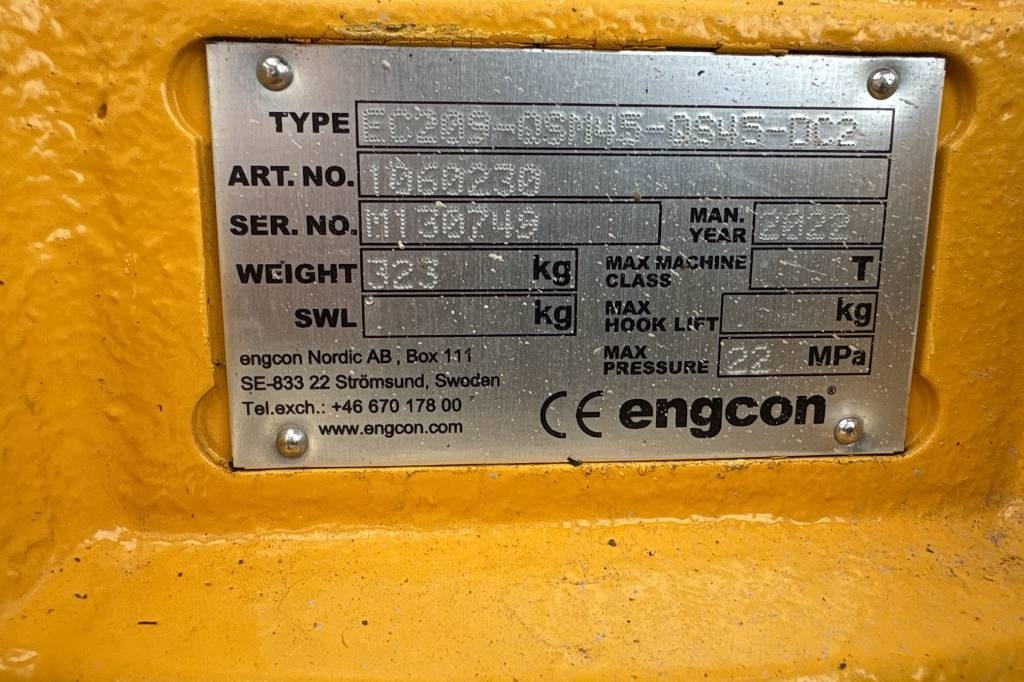 TYPE EC209-QSM45-QS45-DC2
ART. NO. 1060230
SER. NO. M130749 MAN. YEAR 2022
WEIGHT 323 kg MAX MACHINE CLASS T
SWL kg MAX HOOK LIFT kg
MAX PRESSURE 22 MPa
engcon Nordic AB, Box 111
SE-833 22 Strömsund, Sweden
Tel.exch.: +46 670 178 00
www.engcon.com
CE engcon®